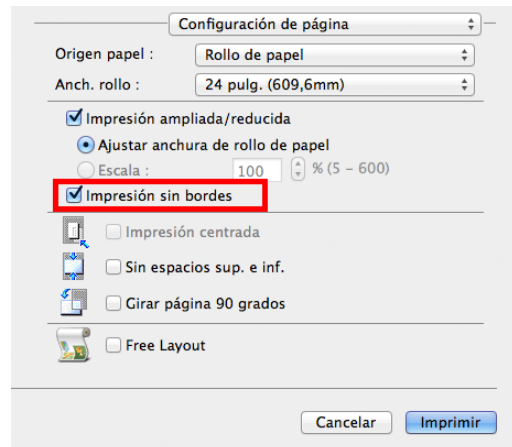 Configuración de página
Origen papel : Rollo de papel
Anch. rollo : 24 pulg. (609,6mm)
Impresión ampliada/reducida
Ajustar anchura de rollo de papel
Escala : 100 % (5 - 600)
Impresión sin bordes
Impresión centrada
Sin espacios sup. e inf.
Girar página 90 grados
Free Layout
Cancelar Imprimir